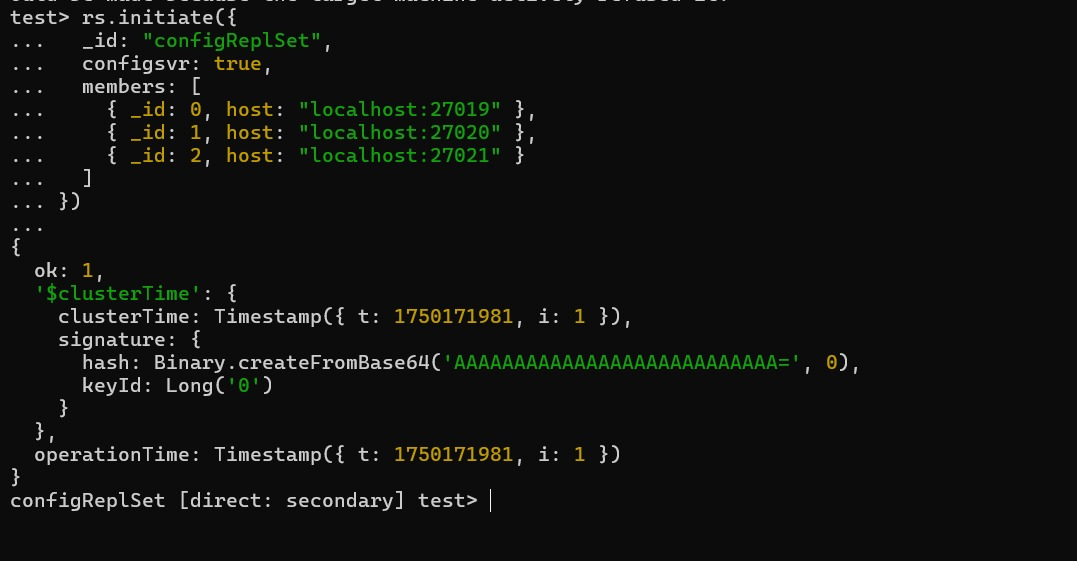 test> rs.initiate({
...   _id: "configReplSet",
...   configsvr: true,
...   members: [
...     { _id: 0, host: "localhost:27019" },
...     { _id: 1, host: "localhost:27020" },
...     { _id: 2, host: "localhost:27021" }
...   ]
... })
...
{
  ok: 1,
  '$clusterTime': {
    clusterTime: Timestamp({ t: 1750171981, i: 1 }),
    signature: {
      hash: Binary.createFromBase64('AAAAAAAAAAAAAAAAAAAAAAAAAAA=', 0),
      keyId: Long('0')
    }
  },
  operationTime: Timestamp({ t: 1750171981, i: 1 })
}
configReplSet [direct: secondary] test>